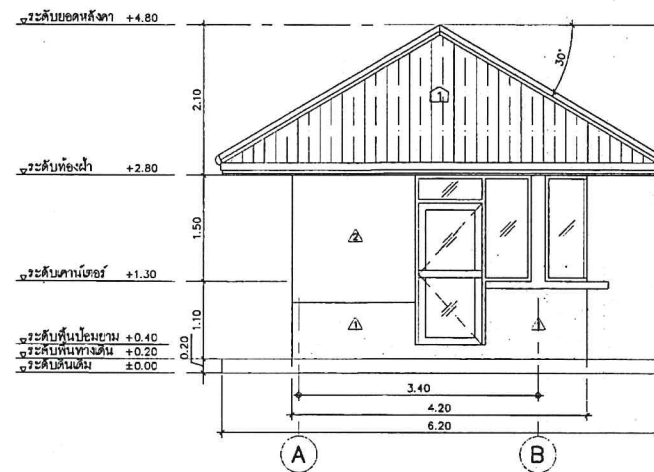 ระดับยอดหลังคา +4.80
30°
2.10
1
ระดับท้องฝ้า +2.80
1.50
2
ระดับเคาน์เตอร์ +1.30
1.10
1
1
ระดับพื้นป้อมยาม +0.40
ระดับพื้นทางเดิน +0.20
0.20
ระดับดินเดิม ±0.00
3.40
4.20
6.20
A B